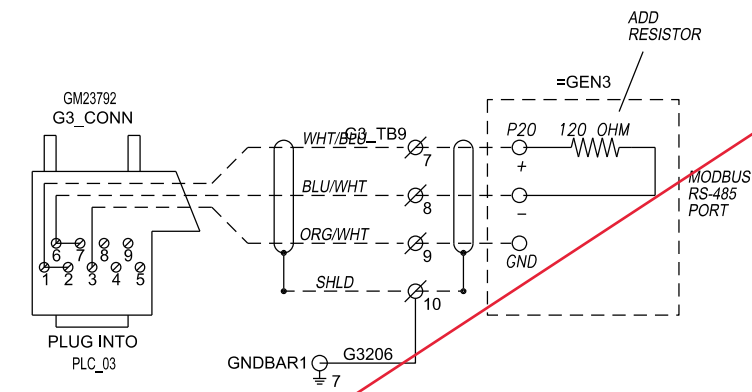 ADD
RESISTOR
GM23792
G3_CONN
=GEN3
WHT/BLU
G3_TB9
7
P20
120 OHM
+
BLU/WHT
8
−
MODBUS
RS-485
PORT
ORG/WHT
9
GND
6 7 8 9
1 2 3 4 5
SHLD
10
PLUG INTO
PLC_03
GNDBAR1
G3206
7